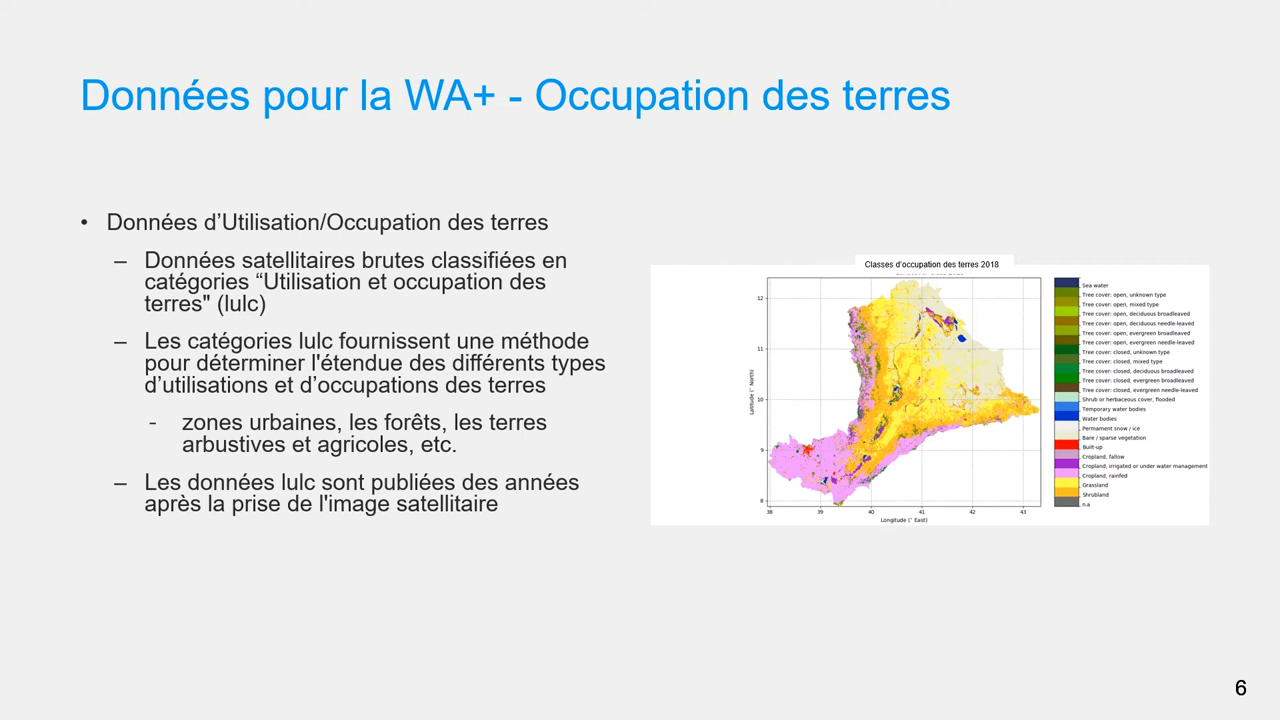 Données pour la WA+ - Occupation des terres
• Données d’Utilisation/Occupation des terres
– Données satellitaires brutes classifiées en
catégories “Utilisation et occupation des
terres" (lulc)
– Les catégories lulc fournissent une méthode
pour déterminer l'étendue des différents types
d’utilisations et d’occupations des terres
- zones urbaines, les forêts, les terres
arbustives et agricoles, etc.
– Les données lulc sont publiées des années
après la prise de l'image satellitaire
Classes d’occupation des terres 2018
12
11
10
9
8
Latitude (° North)
38 39 40 41 42 43
Longitude (° East)
Sea water
Tree cover: open, unknown type
Tree cover: open, mixed type
Tree cover: open, deciduous broadleaved
Tree cover: open, deciduous needle-leaved
Tree cover: open, evergreen broadleaved
Tree cover: open, evergreen needle-leaved
Tree cover: closed, unknown type
Tree cover: closed, mixed type
Tree cover: closed, deciduous broadleaved
Tree cover: closed, evergreen broadleaved
Tree cover: closed, evergreen needle-leaved
Shrub or herbaceous cover, flooded
Temporary water bodies
Water bodies
Permament snow / ice
Bare / sparse vegetation
Built-up
Cropland, fallow
Cropland, irrigated or under water management
Cropland, rainfed
Grassland
Shrubland
n.a
6